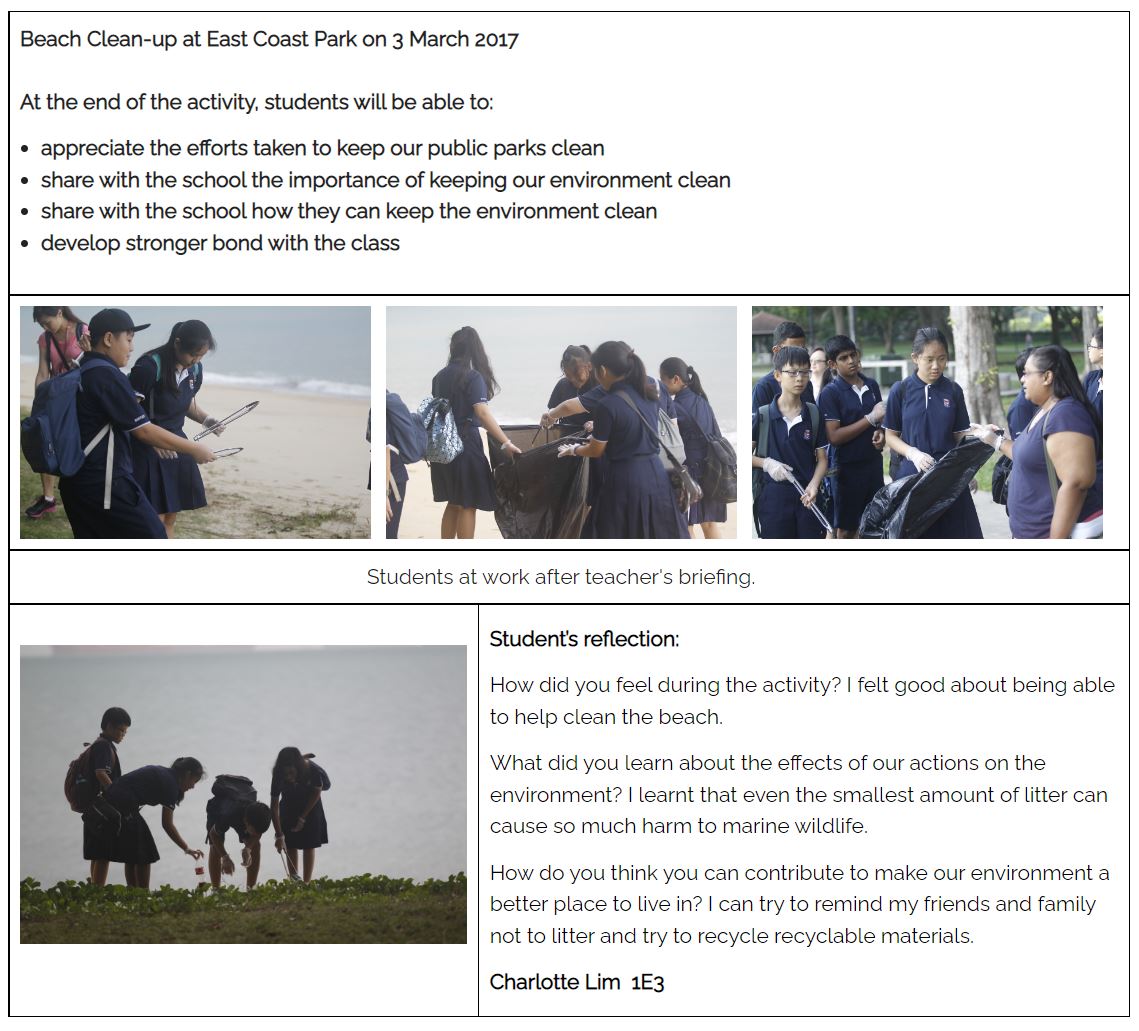 Beach Clean-up at East Coast Park on 3 March 2017
At the end of the activity, students will be able to:
• appreciate the efforts taken to keep our public parks clean
• share with the school the importance of keeping our environment clean
• share with the school how they can keep the environment clean
• develop stronger bond with the class
Students at work after teacher's briefing.
Student's reflection:
How did you feel during the activity? I felt good about being able
to help clean the beach.
What did you learn about the effects of our actions on the
environment? I learnt that even the smallest amount of litter can
cause so much harm to marine wildlife.
How do you think you can contribute to make our environment a
better place to live in? I can try to remind my friends and family
not to litter and try to recycle recyclable materials.
Charlotte Lim 1E3